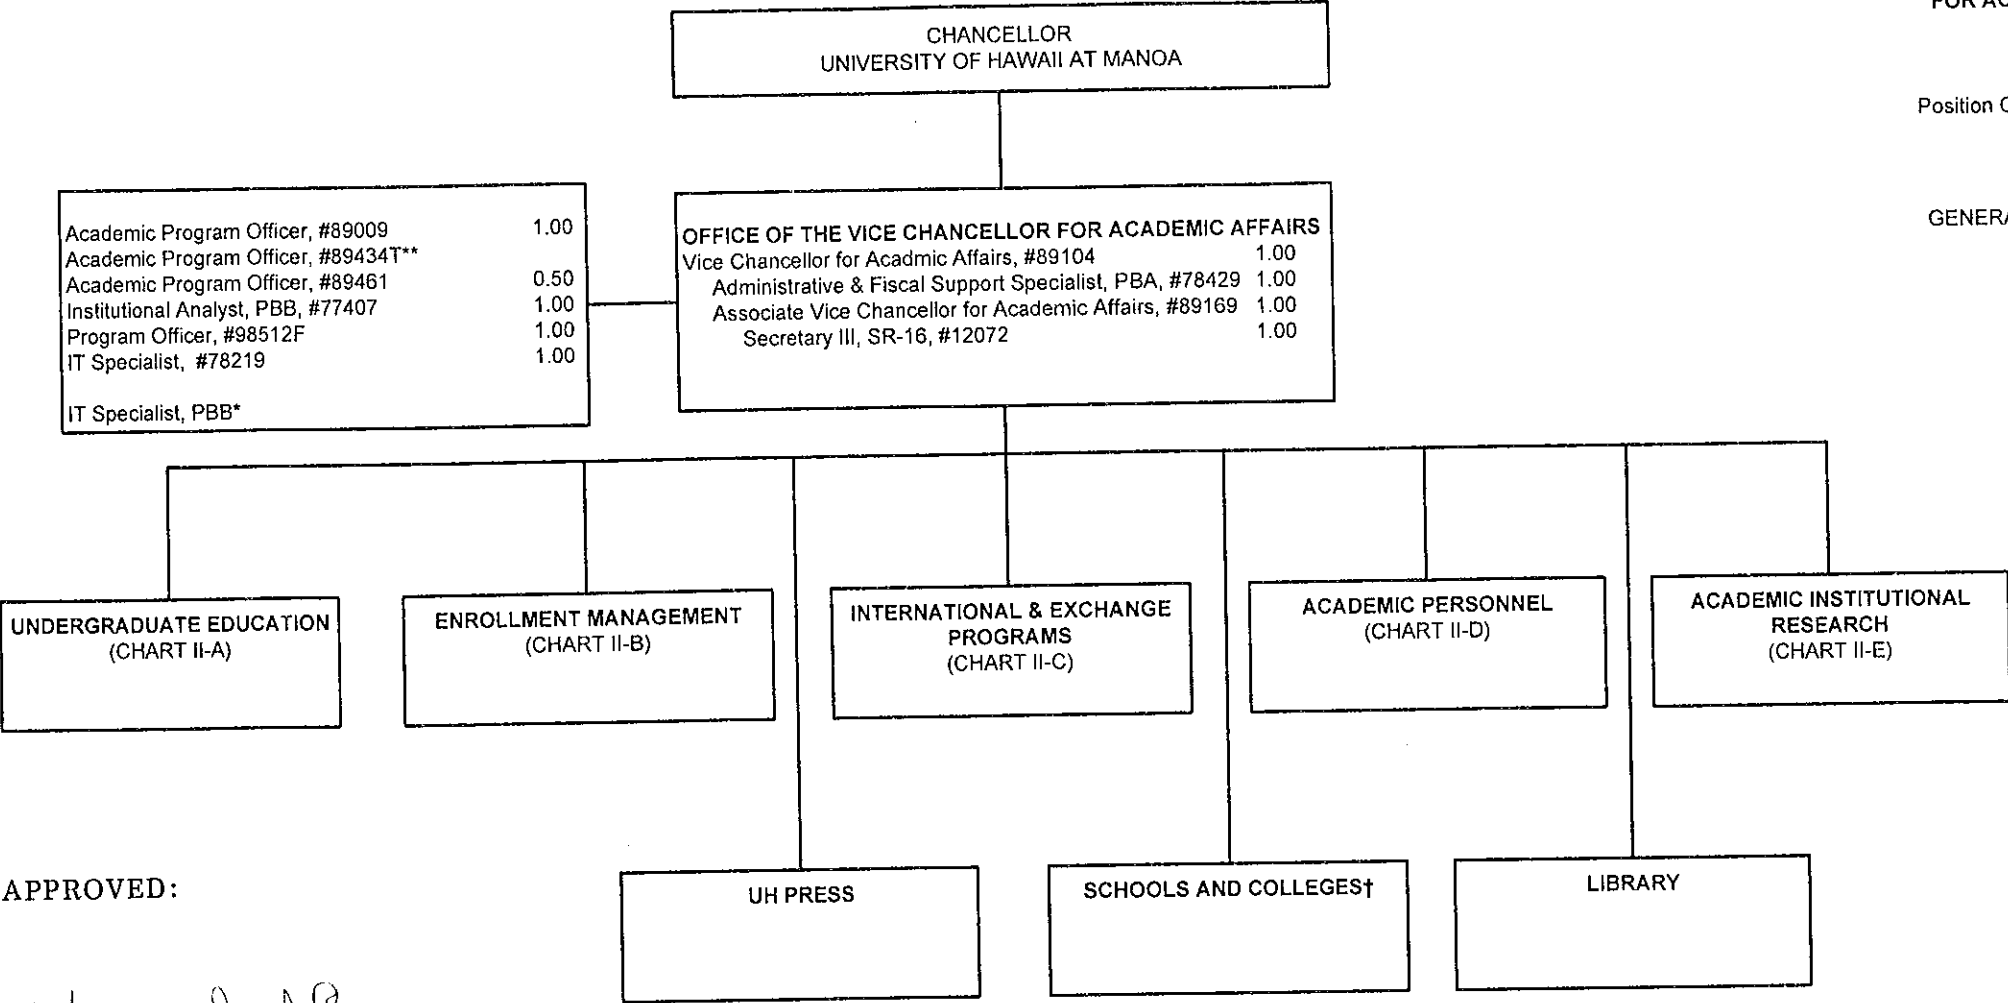 CHANCELLOR
UNIVERSITY OF HAWAII AT MANOA
Position
Academic Program Officer, #89009 1.00
Academic Program Officer, #89434T**
Academic Program Officer, #89461 0.50
Institutional Analyst, PBB, #77407 1.00
Program Officer, #98512F 1.00
IT Specialist, #78219 1.00
IT Specialist, PBB*
OFFICE OF THE VICE CHANCELLOR FOR ACADEMIC AFFAIRS
Vice Chancellor for Acadmic Affairs, #89104 1.00
Administrative & Fiscal Support Specialist, PBA, #78429 1.00
Associate Vice Chancellor for Academic Affairs, #89169 1.00
Secretary III, SR-16, #12072 1.00
UNDERGRADUATE EDUCATION
(CHART II-A)
ENROLLMENT MANAGEMENT
(CHART II-B)
INTERNATIONAL & EXCHANGE
PROGRAMS
(CHART II-C)
ACADEMIC PERSONNEL
(CHART II-D)
ACADEMIC INSTITUTIONAL
RESEARCH
(CHART II-E)
APPROVED:
UH PRESS
SCHOOLS AND COLLEGES†
LIBRARY